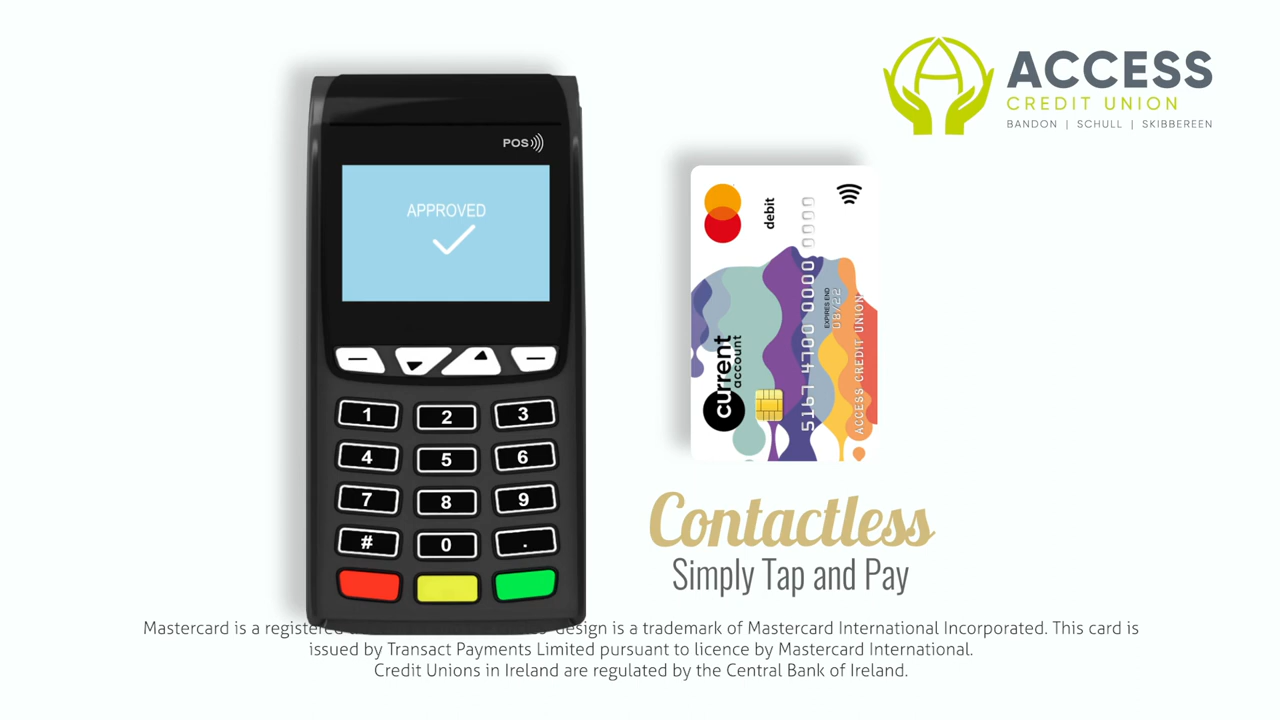 ACCESS
CREDIT UNION
BANDON | SCHULL | SKIBBEREEN
POS
APPROVED
debit
5167 4700 0000 0000
EXPIRES END
08/22
ACCESS CREDIT UNION
current
account
1 2 3
4 5 6
7 8 9
# 0 .
Contactless
Simply Tap and Pay
Mastercard is a registered design is a trademark of Mastercard International Incorporated. This card is
issued by Transact Payments Limited pursuant to licence by Mastercard International.
Credit Unions in Ireland are regulated by the Central Bank of Ireland.